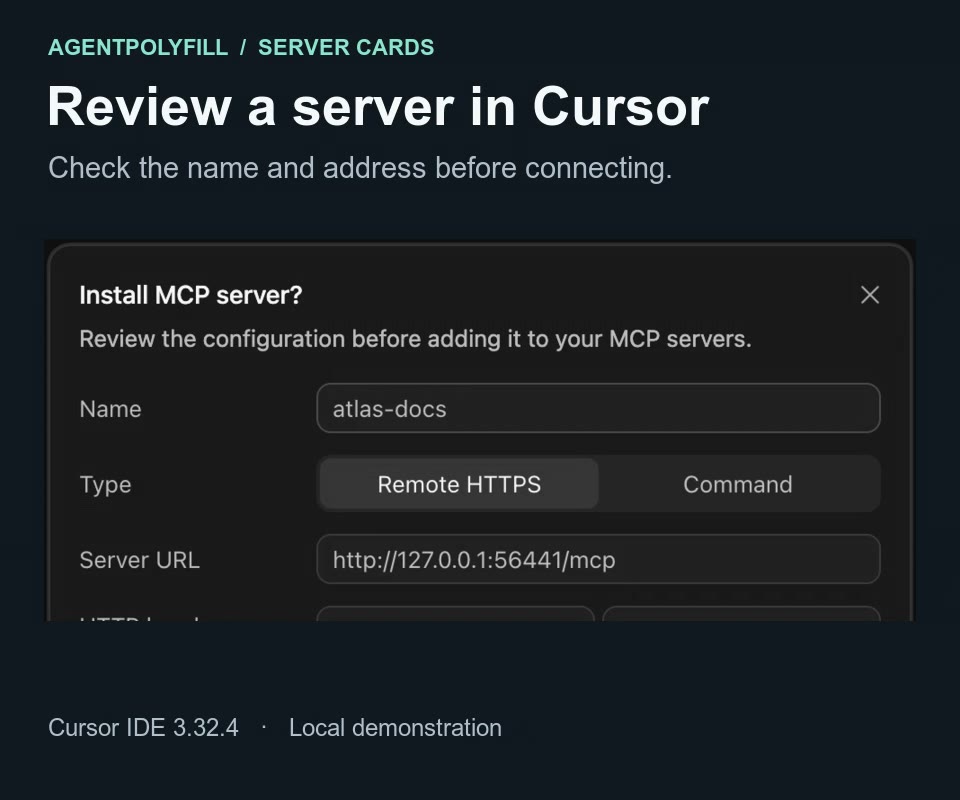 AGENTPOLYFILL / SERVER CARDS
Review a server in Cursor
Check the name and address before connecting.
Install MCP server?
Review the configuration before adding it to your MCP servers.
Name
atlas-docs
Type
Remote HTTPS
Command
Server URL
http://127.0.0.1:56441/mcp
Cursor IDE 3.32.4 · Local demonstration